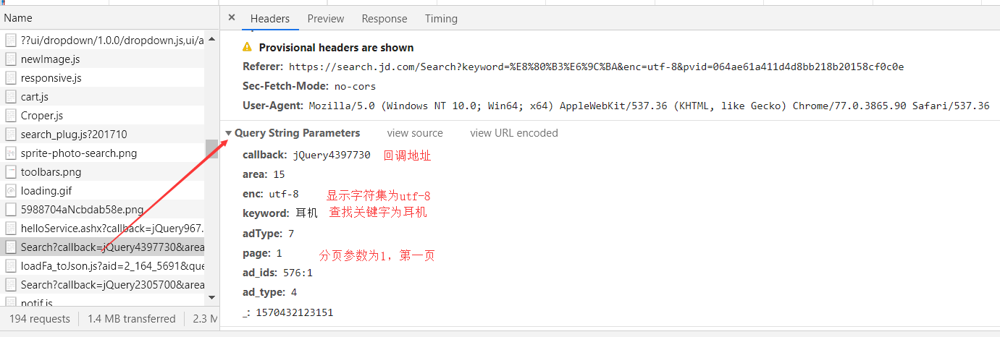 Name
??ui/dropdown/1.0.0/dropdown.js,ui/a
newImage.js
responsive.js
cart.js
Croper.js
search_plug.js?201710
sprite-photo-search.png
toolbars.png
loading.gif
5988704aNcbdab58e.png
helloService.ashx?callback=jQuery967.
Search?callback=jQuery4397730&area
loadFa_toJson.js?aid=2_164_5691&que
Search?callback=jQuery2305700&area
notif.js
194 requests 1.4 MB transferred 2.3 M
× Headers Preview Response Timing
Provisional headers are shown
Referer: https://search.jd.com/Search?keyword=%E8%80%B3%E6%9C%BA&enc=utf-8&pvid=064ae61a411d4d8bb218b20158cf0c0e
Sec-Fetch-Mode: no-cors
User-Agent: Mozilla/5.0 (Windows NT 10.0; Win64; x64) AppleWebKit/537.36 (KHTML, like Gecko) Chrome/77.0.3865.90 Safari/537.36
Query String Parameters view source view URL encoded
callback: jQuery4397730 回调地址
area: 15
enc: utf-8 显示字符集为utf-8
keyword: 耳机 查找关键字为耳机
adType: 7
page: 1 分页参数为1，第一页
ad_ids: 576:1
ad_type: 4
_: 1570432123151